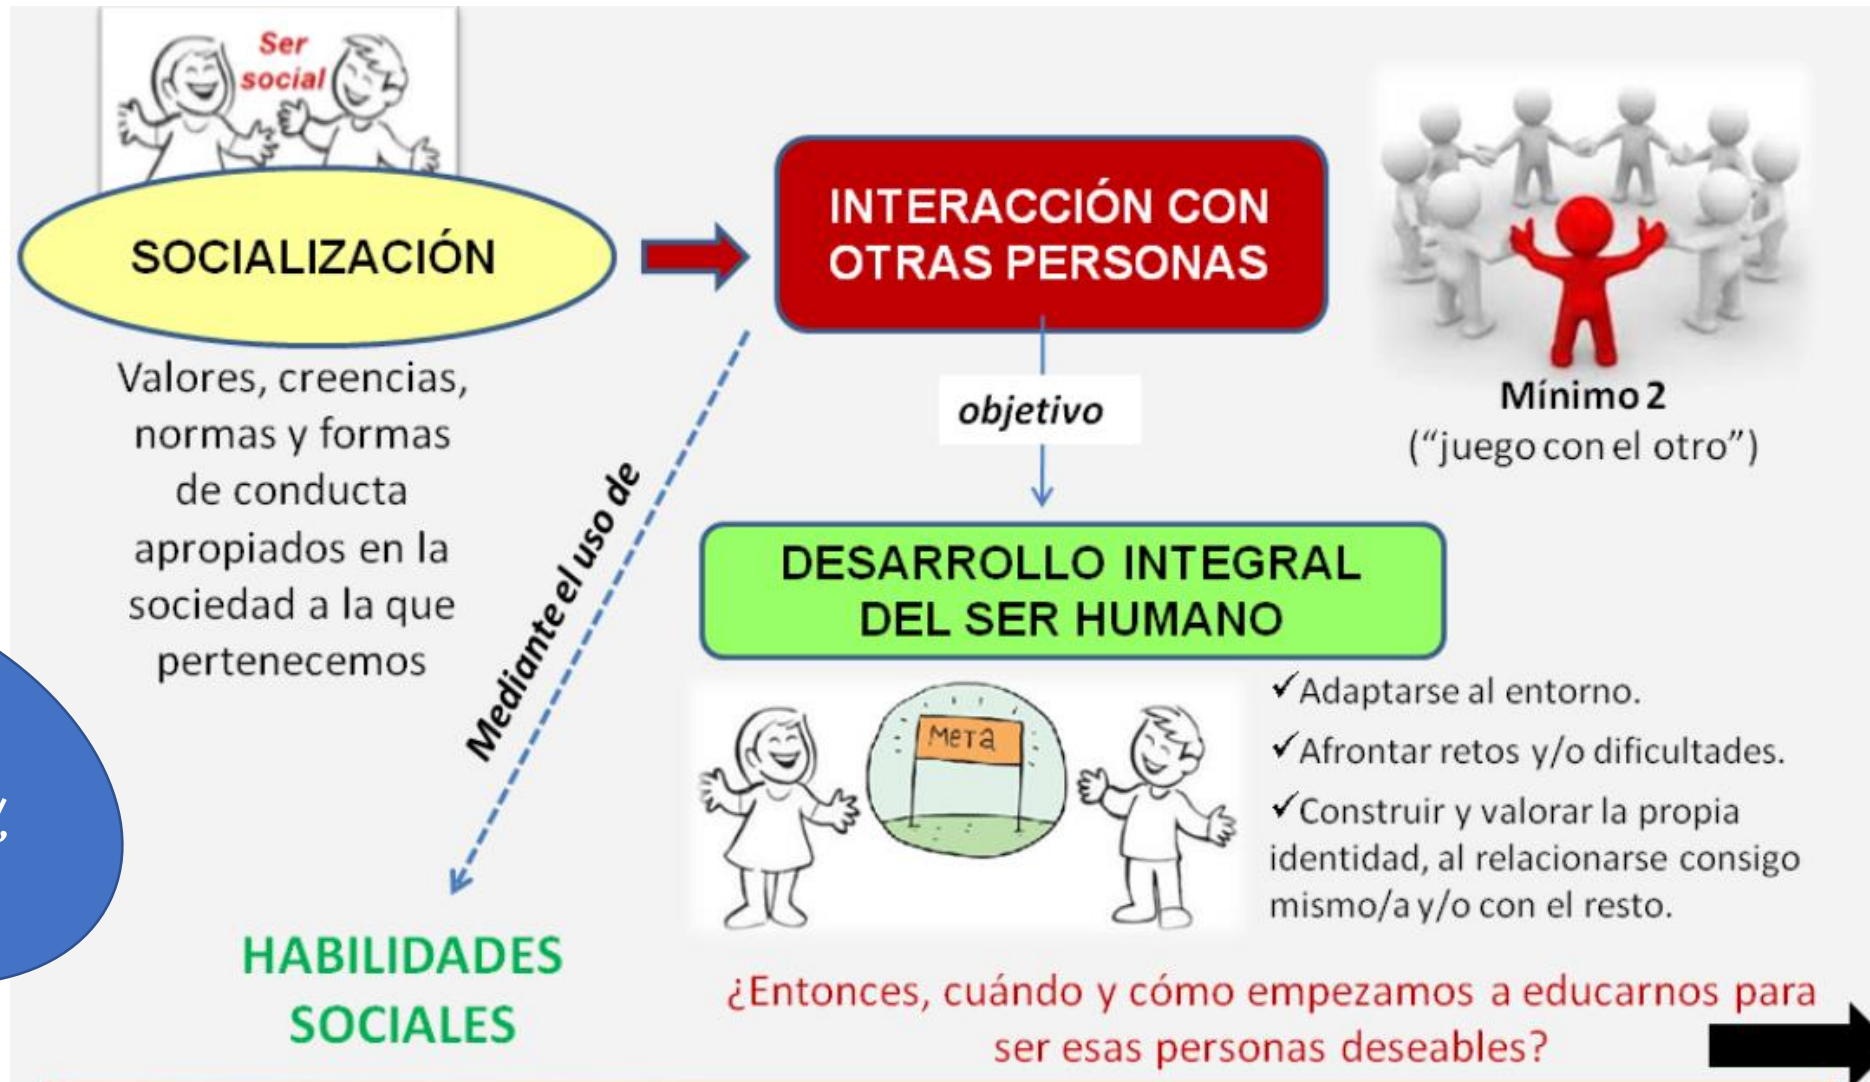 Ser
social
SOCIALIZACIÓN
Valores, creencias,
normas y formas
de conducta
apropiados en la
sociedad a la que
pertenecemos
INTERACCIÓN CON
OTRAS PERSONAS
Mínimo 2
(“juego con el otro”)
objetivo
Mediante el uso de
DESARROLLO INTEGRAL
DEL SER HUMANO
Meta
✓Adaptarse al entorno.
✓Afrontar retos y/o dificultades.
✓Construir y valorar la propia
identidad, al relacionarse consigo
mismo/a y/o con el resto.
HABILIDADES
SOCIALES
¿Entonces, cuándo y cómo empezamos a educarnos para
ser esas personas deseables?